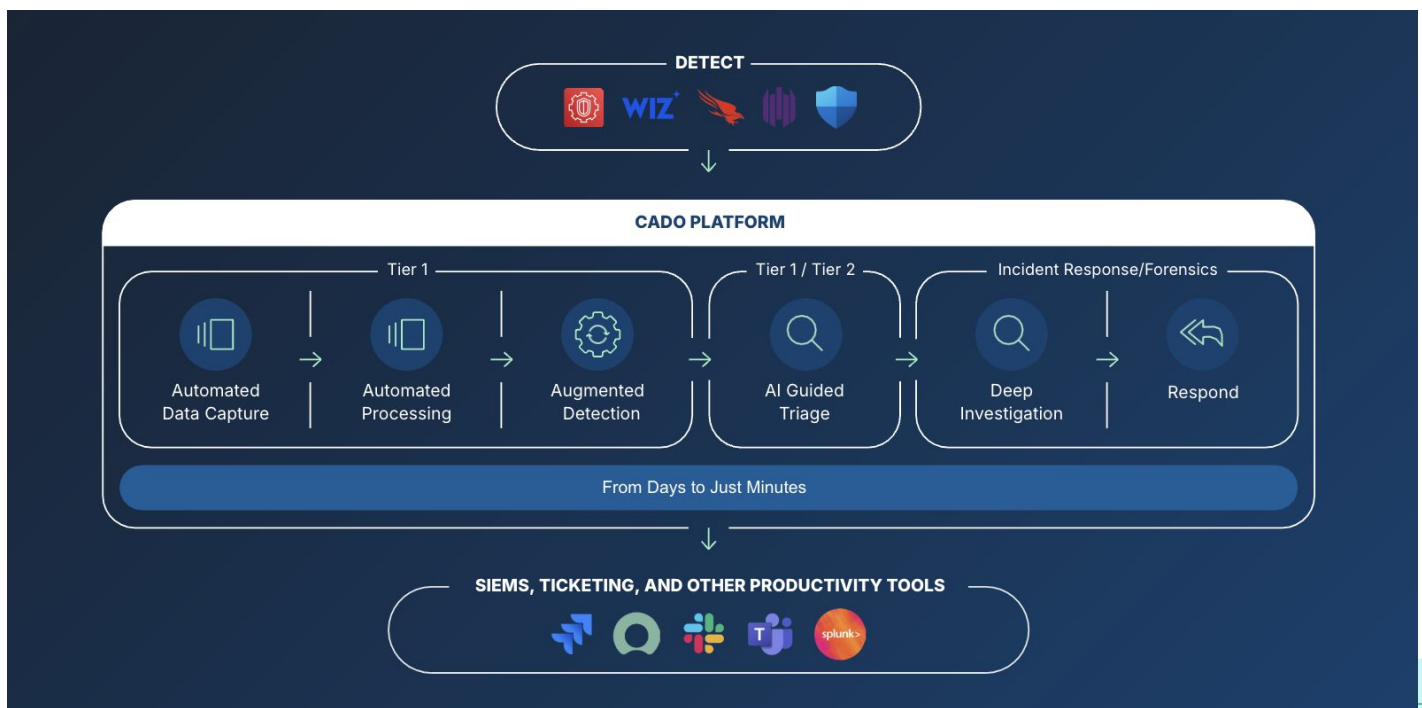 DETECT
WIZ
CADO PLATFORM
Tier 1
Tier 1 / Tier 2
Incident Response/Forensics
Automated
Data Capture
Automated
Processing
Augmented
Detection
AI Guided
Triage
Deep
Investigation
Respond
From Days to Just Minutes
SIEMS, TICKETING, AND OTHER PRODUCTIVITY TOOLS
T
splunk>